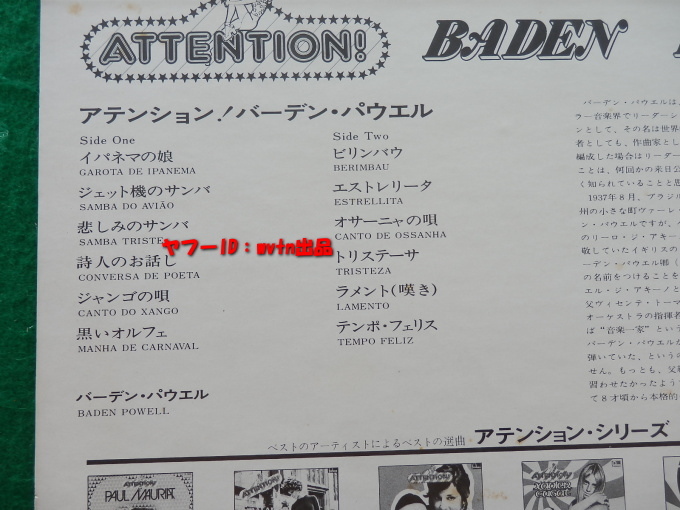 ATTENTION!
BADEN
アテンション!バーデン・パウエル
Side One
イパネマの娘
GAROTA DE IPANEMA
ジェット機のサンバ
SAMBA DO AVIÃO
悲しみのサンバ
SAMBA TRISTE
詩人のお話し
CONVERSA DE POETA
ジャンゴの唄
CANTO DO XANGO
黒いオルフェ
MANHA DE CARNAVAL
Side Two
ビリンバウ
BERIMBAU
エストレリータ
ESTRELLITA
オサーニャの唄
CANTO DE OSSANHA
トリステーサ
TRISTEZA
ラメント(嘆き)
LAMENTO
テンポ・フェリス
TEMPO FELIZ
ヤフーID:mvtn出品
バーデン・パウエル
BADEN POWELL
バーデン・パウエルは、
ラー音楽界でリーダーシ
ンとして、その名は世界
者としても、作曲家とし
編成した場合はリーダー
ことは、何回かの来日公
く知られていることと思
1937年8月、"ブラジル
州の小さな町ヴァーレ・
ン・パウエルですが、
のリーロ・ジ・アキー
敬していたイギリスの
ーデン・パウエル卿(
の名前をつけることを
エル・ジ・アキーノと
父ヴィセンテ・トーマ
オーケストラの指揮者
ば"音楽一家"という
バーデン・パウエルが
弾いていた、というの
せん。もっとも、父親
習わせたかったよう
て8才頃から本格的
ベストのアーティストによるベストの選曲・アテンション・シリーズ
ATTENTION!
PAUL MAURIAT
ATTENTION!
ATTENTION!